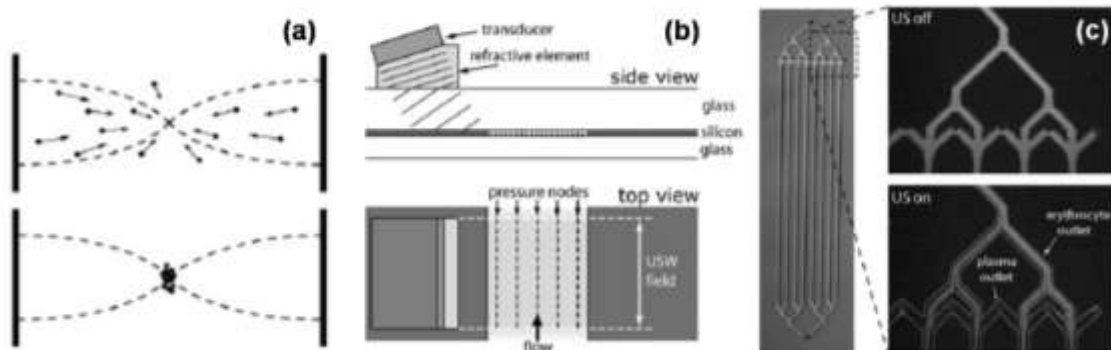 (a)
(b)
transducer
refractive element
side view
glass
silicon
glass
pressure nodes
top view
USW
field
flow
(c)
US off
US on
erythrocyte
outlet
plasma
outlet